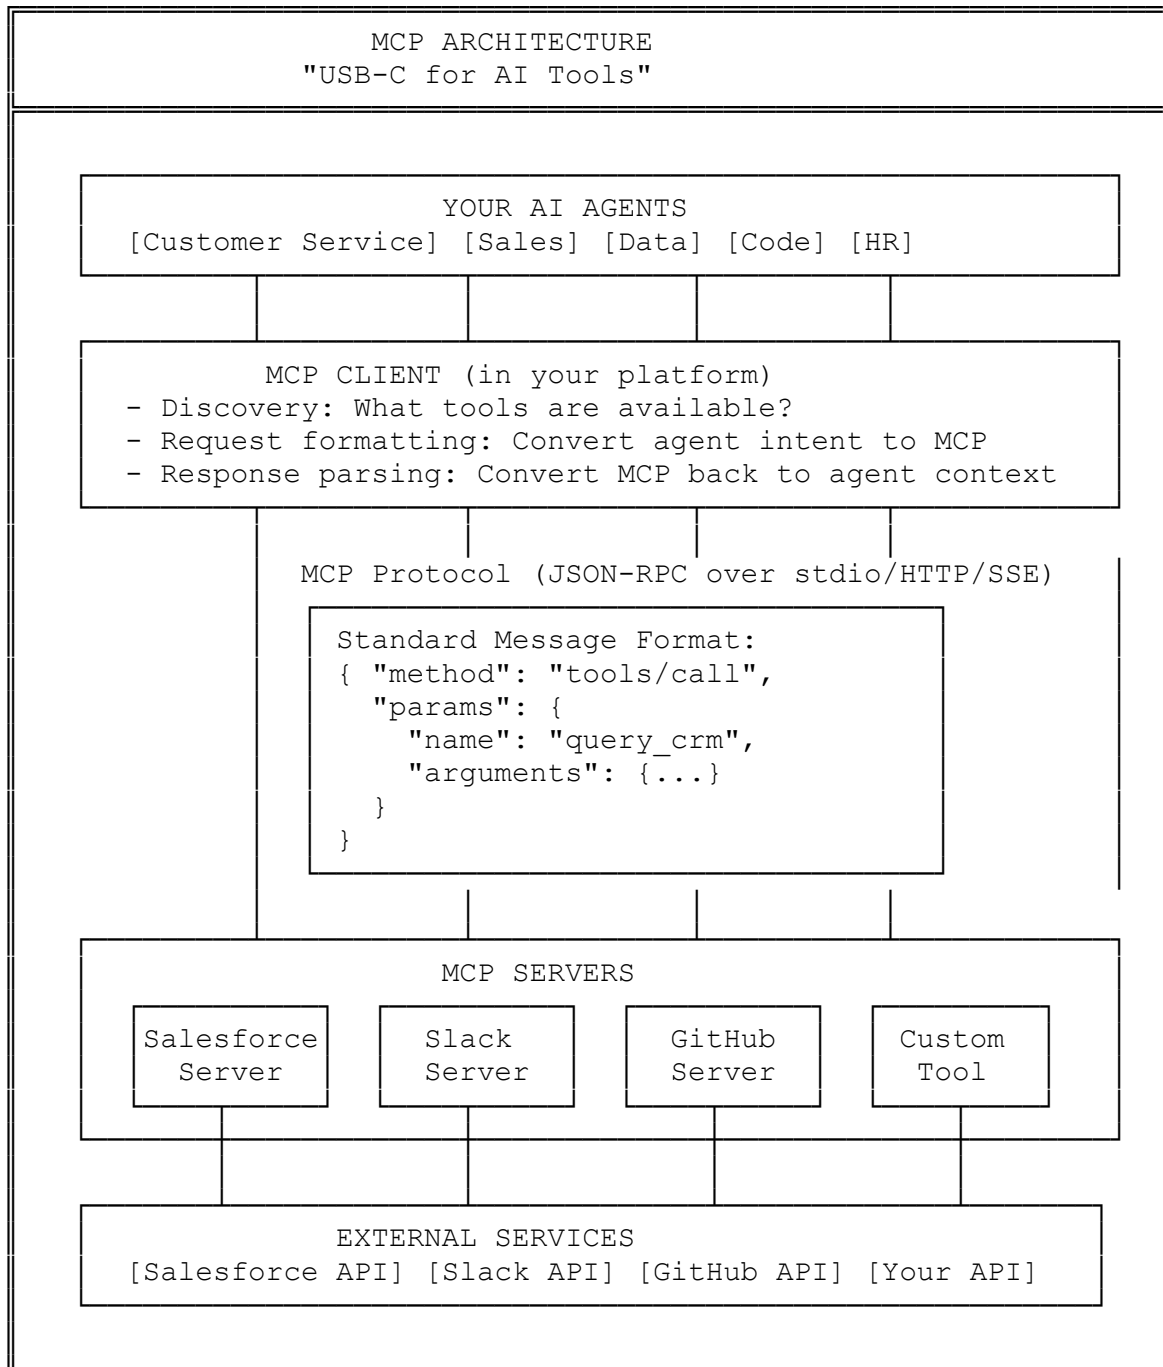 MCP ARCHITECTURE
"USB-C for AI Tools"
YOUR AI AGENTS
[Customer Service] [Sales] [Data] [Code] [HR]
MCP CLIENT (in your platform)
- Discovery: What tools are available?
- Request formatting: Convert agent intent to MCP
- Response parsing: Convert MCP back to agent context
MCP Protocol (JSON-RPC over stdio/HTTP/SSE)
Standard Message Format:
{ "method": "tools/call",
"params": {
"name": "query_crm",
"arguments": {...}
}
}
MCP SERVERS
Salesforce
Server
Slack
Server
GitHub
Server
Custom
Tool
EXTERNAL SERVICES
[Salesforce API] [Slack API] [GitHub API] [Your API]